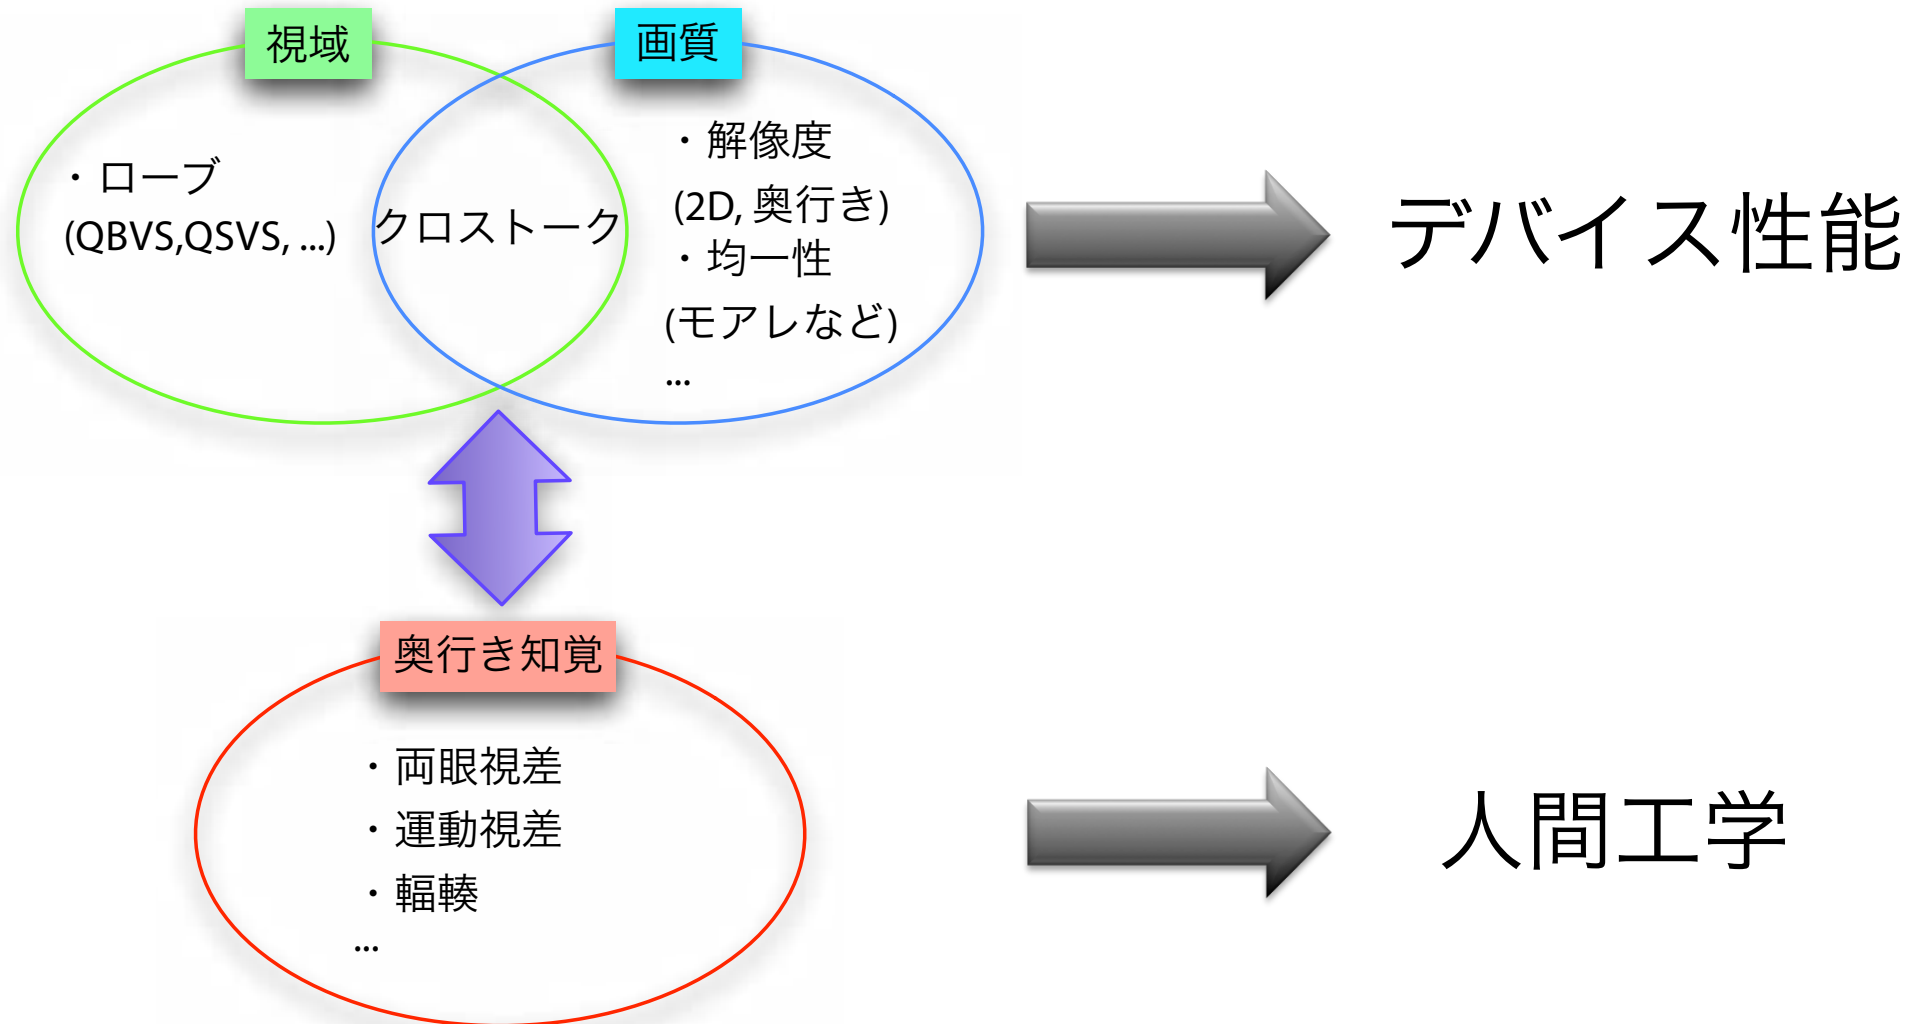 視域
画質
・ローブ
(QBVS,QSVS, ...)
クロストーク
・解像度
(2D, 奥行き)
・均一性
(モアレなど)
...
デバイス性能
奥行き知覚
・両眼視差
・運動視差
・輻輳
...
人間工学